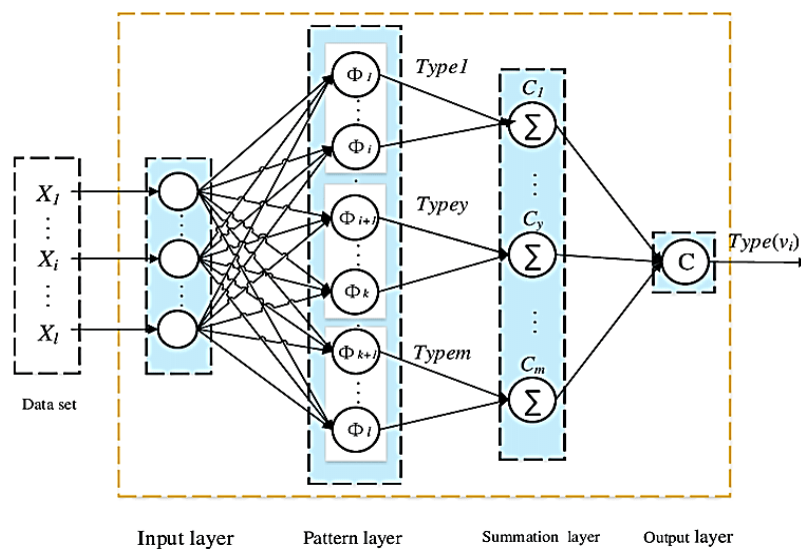 Φ1 Type1
C1
Σ
X1
Φi
Φi+1 Typey
Cy
Xi
Σ
C
Type(vi)
Φk
Xl
Φk+1 Typem
Cm
Σ
Data set
Φl
Input layer
Pattern layer
Summation layer
Output layer